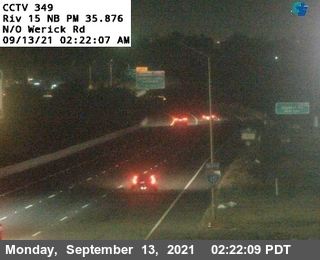 CCTV 349
Riv 15 NB PM 35.876
N/O Werick Rd
09/13/21 02:22:07 AM
Monday, September 13, 2021 02:22:09 PDT